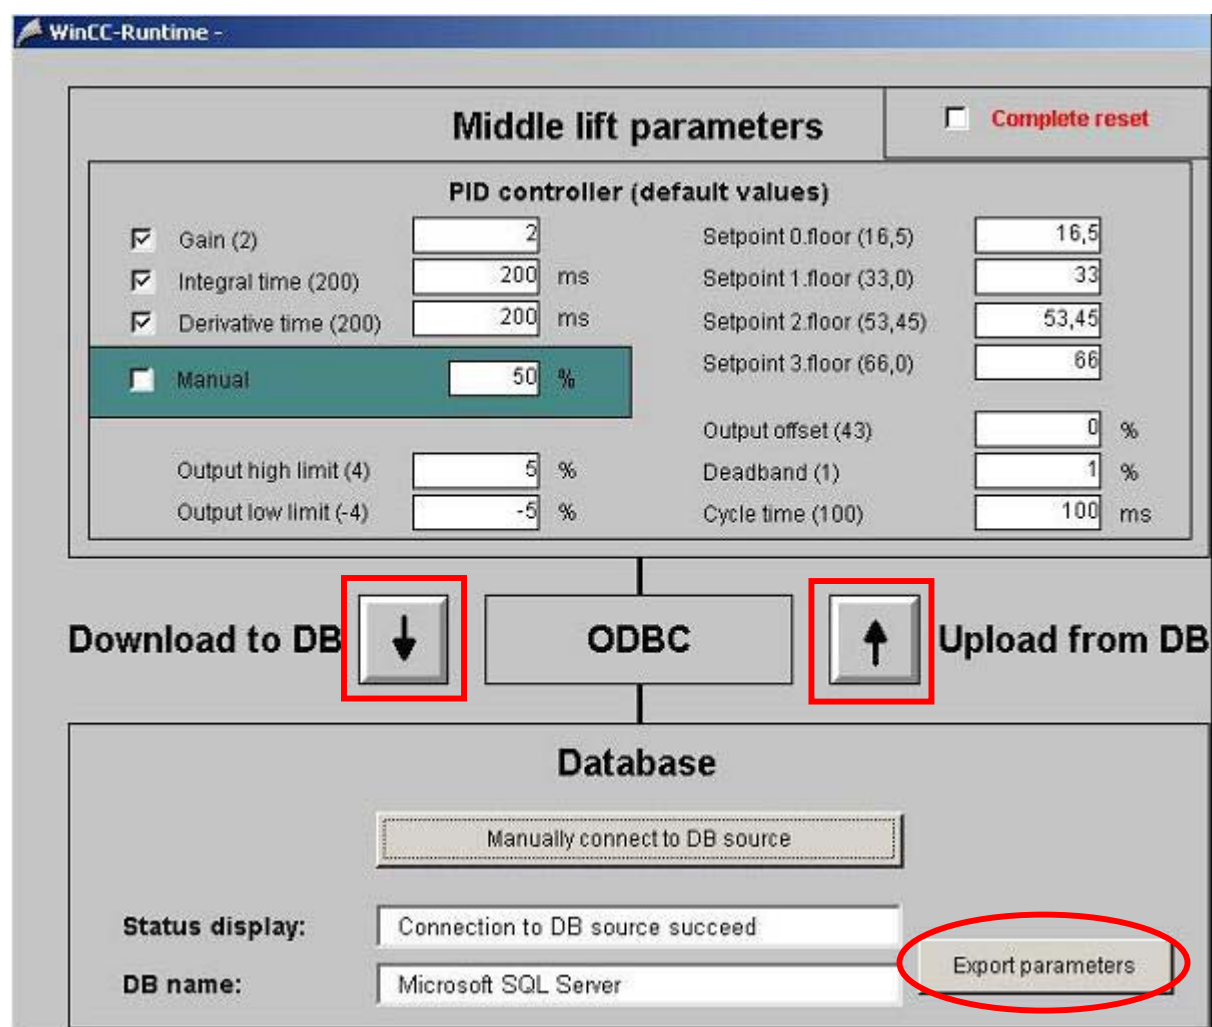 WinCC-Runtime -
Middle lift parameters
Complete reset
PID controller (default values)
Gain (2) 2
Setpoint 0.floor (16,5) 16,5
Integral time (200) 200 ms
Setpoint 1.floor (33,0) 33
Derivative time (200) 200 ms
Setpoint 2.floor (53,45) 53,45
Manual 50 %
Setpoint 3.floor (66,0) 66
Output offset (43) 0 %
Output high limit (4) 5 %
Deadband (1) 1 %
Output low limit (-4) -5 %
Cycle time (100) 100 ms
Download to DB
ODBC
Upload from DB
Database
Manually connect to DB source
Status display: Connection to DB source succeed
Export parameters
DB name: Microsoft SQL Server